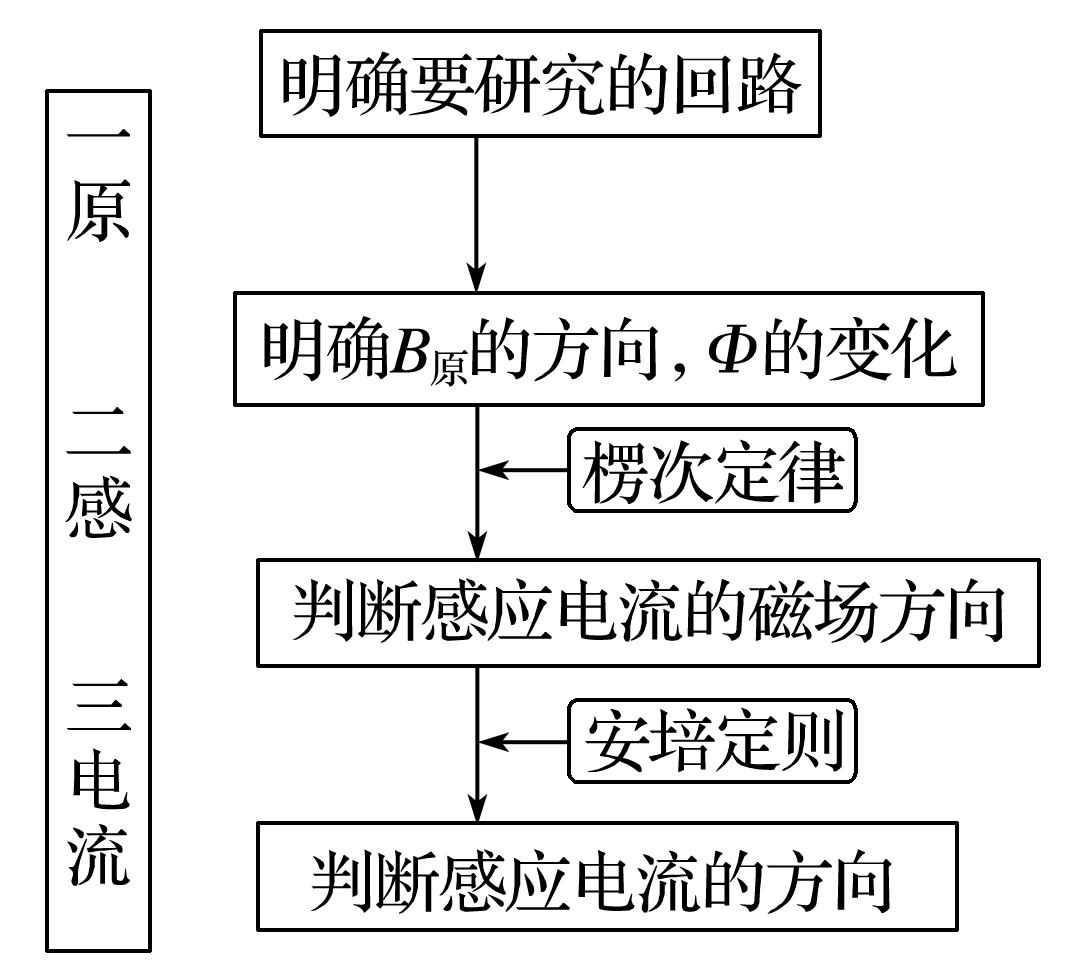 一原 二感 三电流
明确要研究的回路
明确B原的方向,Φ的变化
楞次定律
判断感应电流的磁场方向
安培定则
判断感应电流的方向